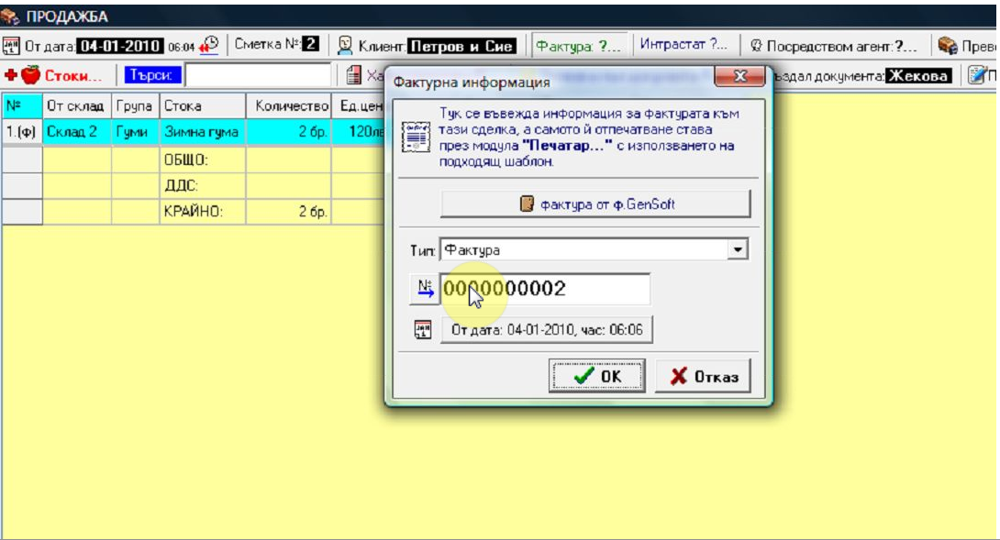 ПРОДАЖБА
От дата: 04-01-2010 06:04 Сметка №: 2 Клиент: Петров и Сие Фактура: ?... Интрастат ?... Посредством агент: ?... Прев
Стоки... Търси: Ха ъздал документа: Жекова П
№ От склад Група Стока Количество Ед.цен
1.(ф) Склад 2 Гуми Зимна гума 2 бр. 120лв
ОБЩО:
ДДС:
КРАЙНО: 2 бр.
Фактурна информация
Тук се въвежда информация за фактурата към
тази сделка, а самото й отпечатване става
през модула "Печатар..." с използването на
подходящ шаблон.
фактура от ф.GenSoft
Тип: Фактура
№ 0000000002
От дата: 04-01-2010, час: 06:06
OK Отказ